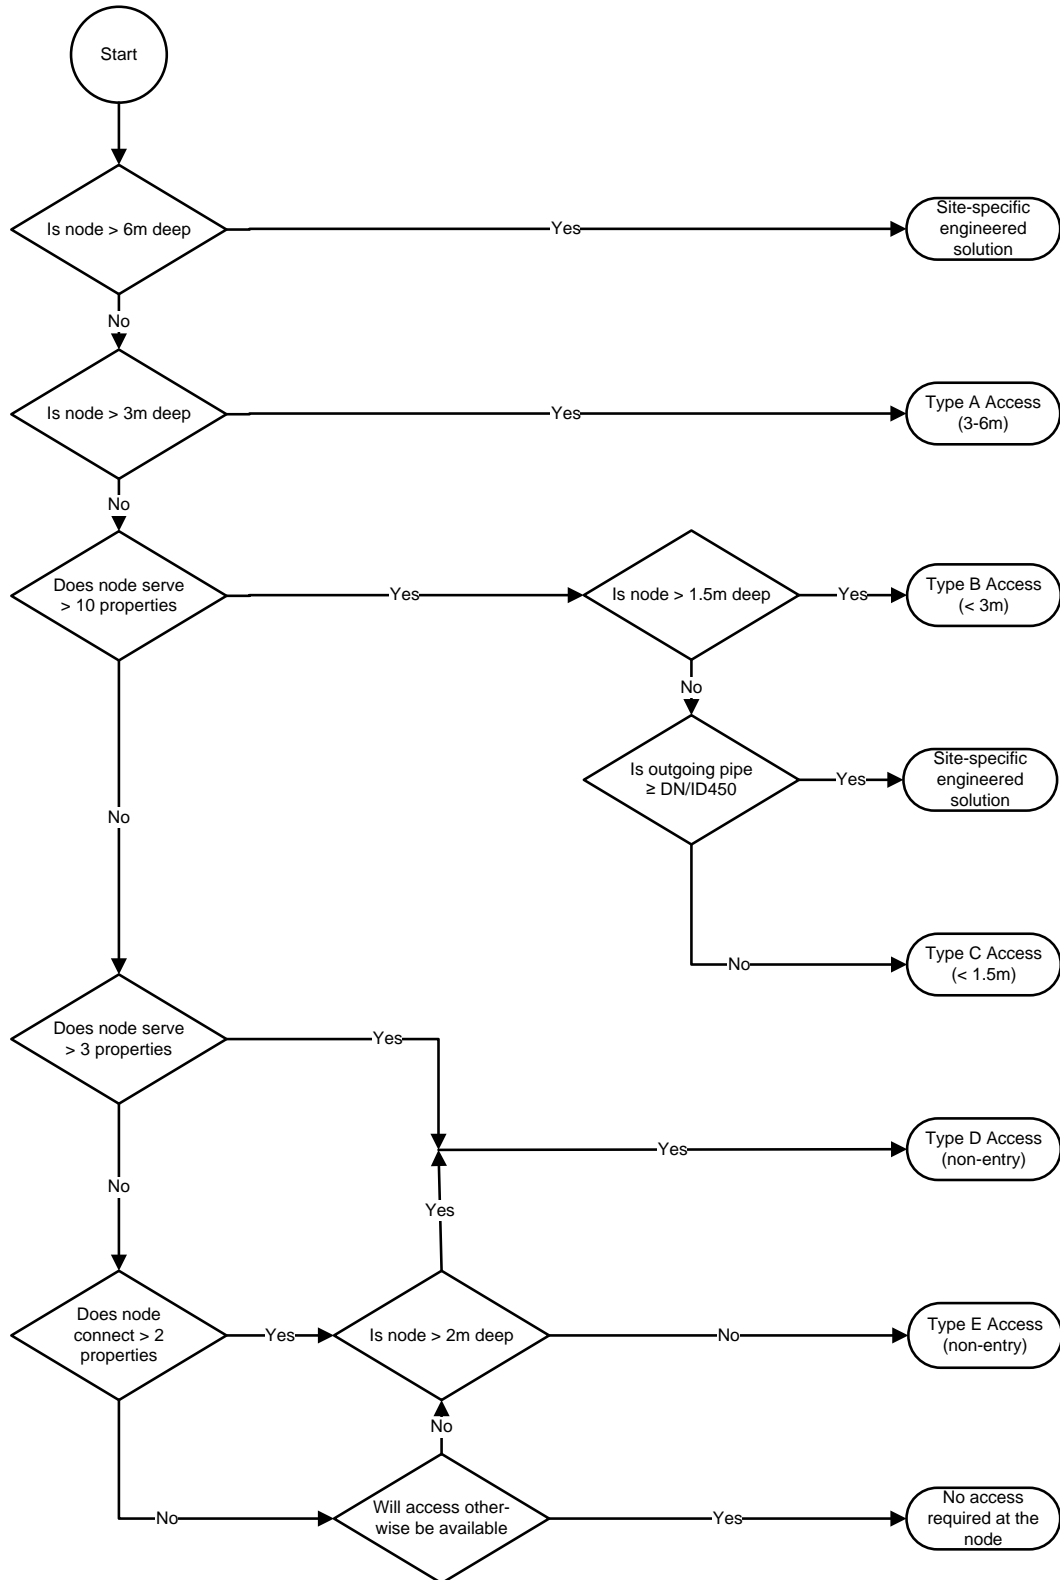 Start
Is node > 6m deep
Yes
Site-specific
engineered
solution
No
Is node > 3m deep
Yes
Type A Access
(3-6m)
No
Does node serve
> 10 properties
Yes
Is node > 1.5m deep
Yes
Type B Access
(< 3m)
No
Is outgoing pipe
≥ DN/ID450
Yes
Site-specific
engineered
solution
No
No
Type C Access
(< 1.5m)
Does node serve
> 3 properties
Yes
Yes
Type D Access
(non-entry)
No
Yes
Does node
connect > 2
properties
Yes
Is node > 2m deep
No
Type E Access
(non-entry)
No
No
Will access other-
wise be available
Yes
No access
required at the
node